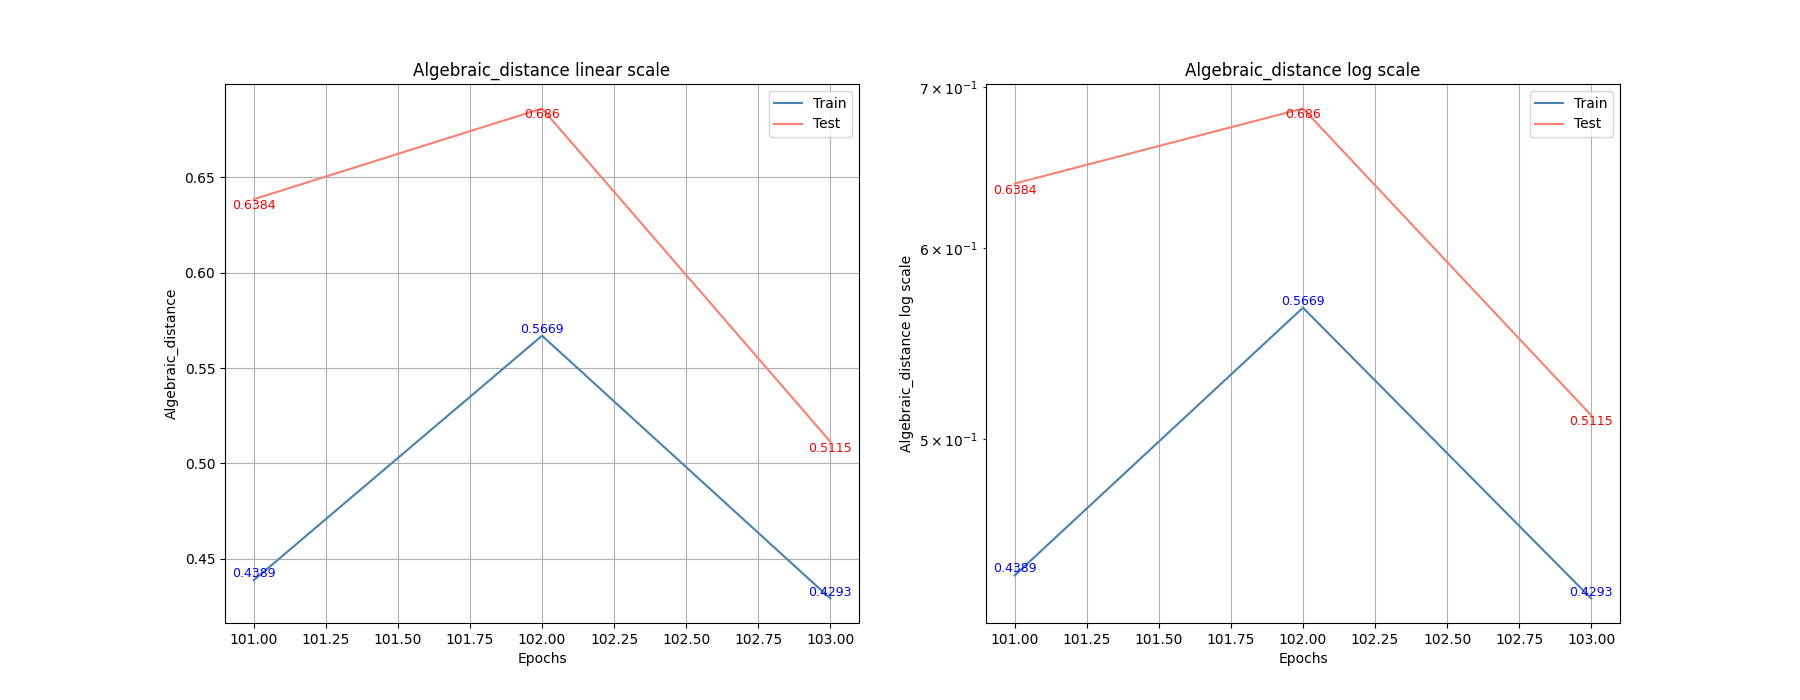 Algebraic_distance linear scale
Algebraic_distance
0.65
0.60
0.55
0.50
0.45
0.6384
0.686
0.5115
0.4389
0.5669
0.4293
Train
Test
101.00 101.25 101.50 101.75 102.00 102.25 102.50 102.75 103.00
Epochs
Algebraic_distance log scale
Algebraic_distance log scale
7 × 10⁻¹
6 × 10⁻¹
5 × 10⁻¹
0.6384
0.686
0.5115
0.4389
0.5669
0.4293
Train
Test
101.00 101.25 101.50 101.75 102.00 102.25 102.50 102.75 103.00
Epochs